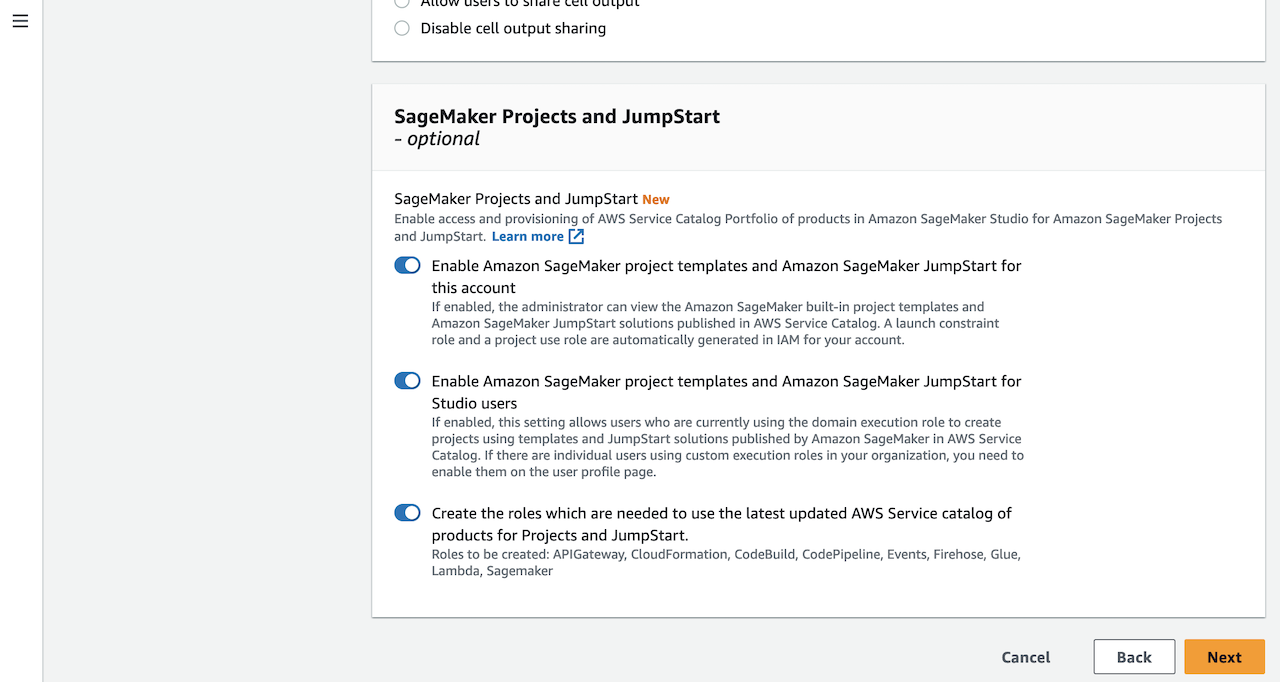 Allow users to share cell output
Disable cell output sharing
SageMaker Projects and JumpStart
- optional
SageMaker Projects and JumpStart New
Enable access and provisioning of AWS Service Catalog Portfolio of products in Amazon SageMaker Studio for Amazon SageMaker Projects
and JumpStart. Learn more
Enable Amazon SageMaker project templates and Amazon SageMaker JumpStart for
this account
If enabled, the administrator can view the Amazon SageMaker built-in project templates and
Amazon SageMaker JumpStart solutions published in AWS Service Catalog. A launch constraint
role and a project use role are automatically generated in IAM for your account.
Enable Amazon SageMaker project templates and Amazon SageMaker JumpStart for
Studio users
If enabled, this setting allows users who are currently using the domain execution role to create
projects using templates and JumpStart solutions published by Amazon SageMaker in AWS Service
Catalog. If there are individual users using custom execution roles in your organization, you need to
enable them on the user profile page.
Create the roles which are needed to use the latest updated AWS Service catalog of
products for Projects and JumpStart.
Roles to be created: APIGateway, CloudFormation, CodeBuild, CodePipeline, Events, Firehose, Glue,
Lambda, Sagemaker
Cancel
Back
Next